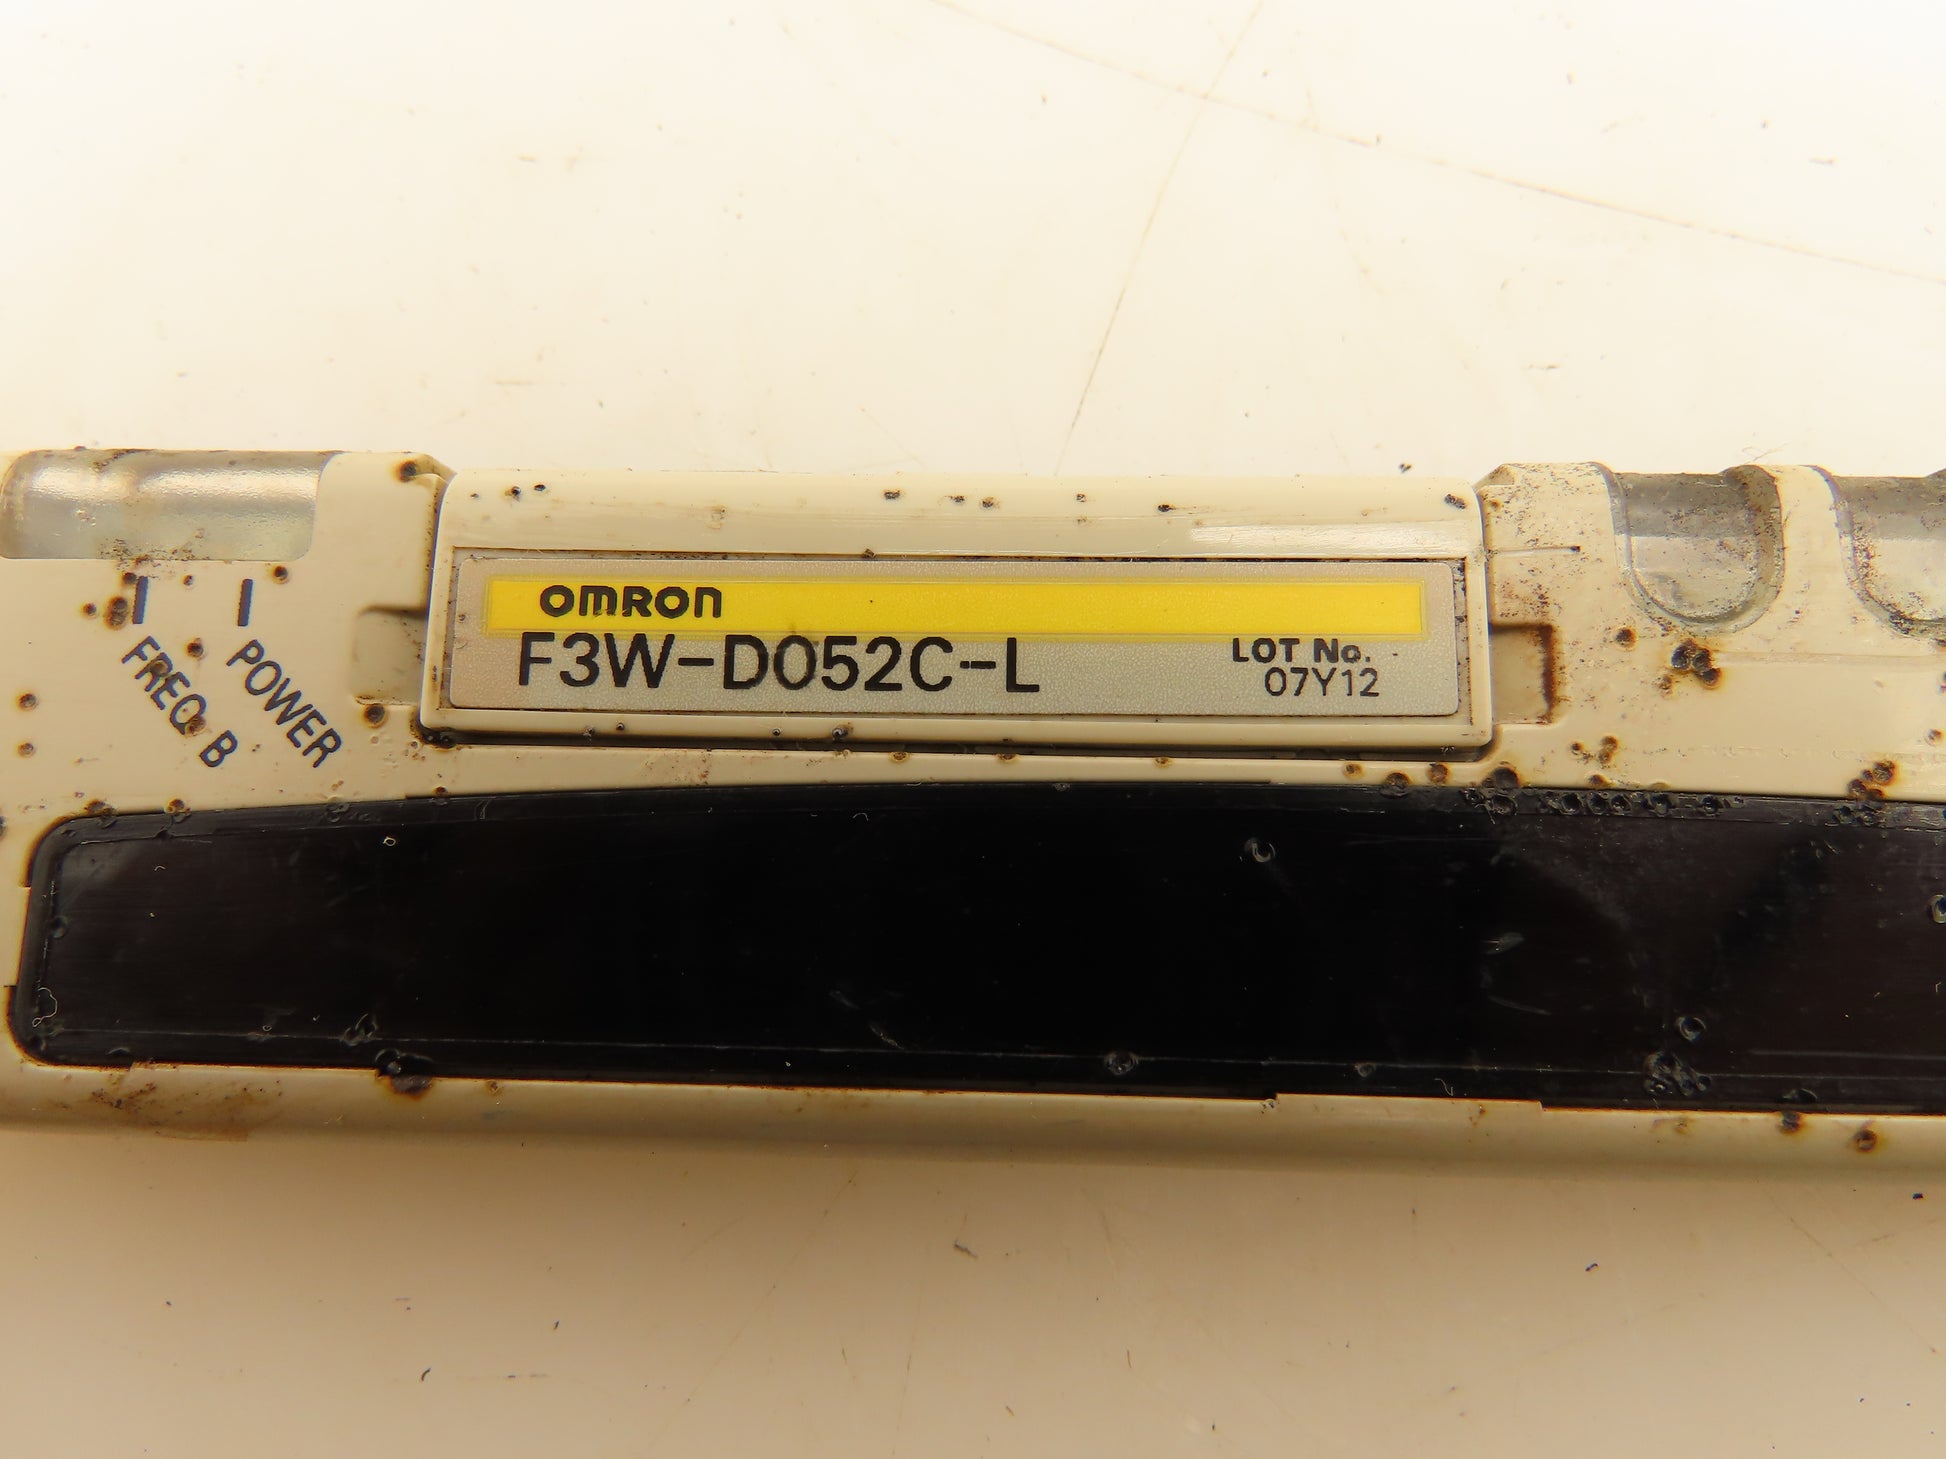 OMRON
F3W-D052C-L
LOT No.
07Y12
POWER
FREQ. B